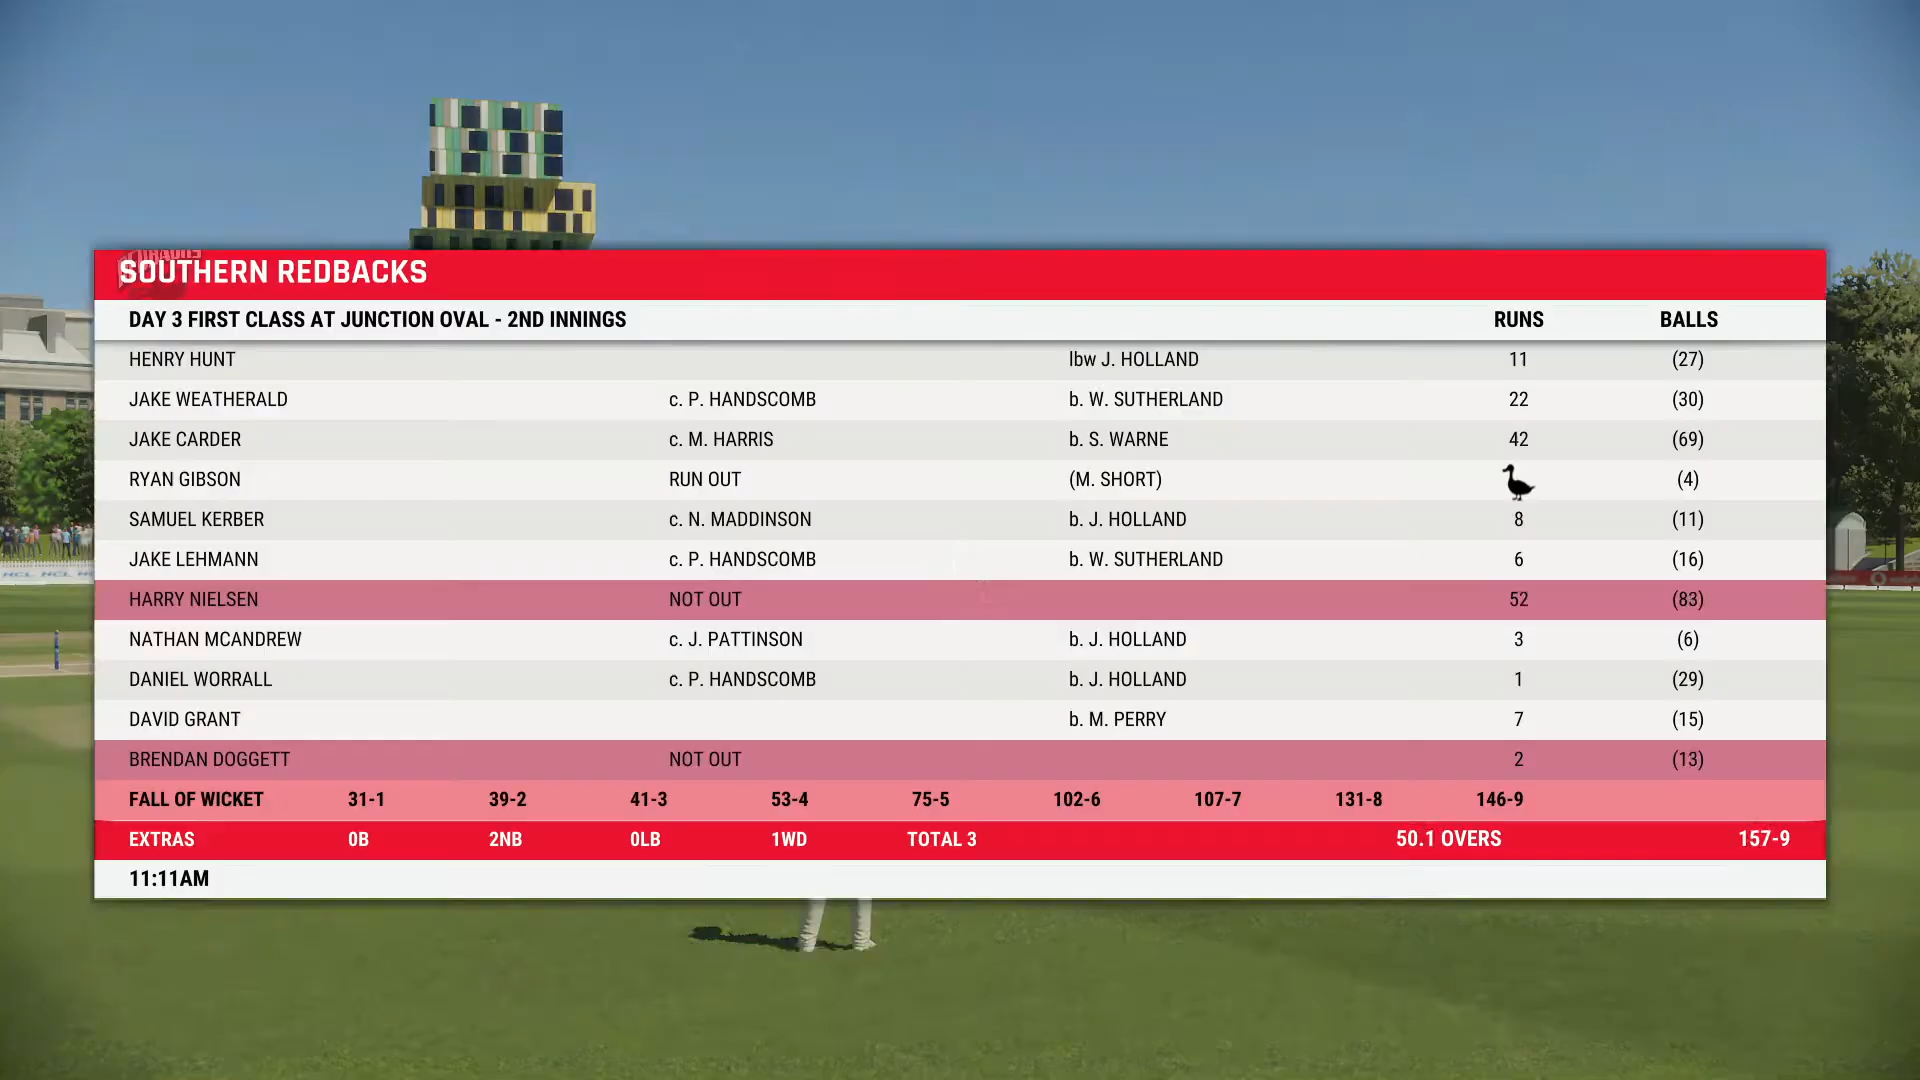 SOUTHERN REDBACKS
DAY 3 FIRST CLASS AT JUNCTION OVAL - 2ND INNINGS RUNS BALLS
HENRY HUNT lbw J. HOLLAND 11 (27)
JAKE WEATHERALD c. P. HANDSCOMB b. W. SUTHERLAND 22 (30)
JAKE CARDER c. M. HARRIS b. S. WARNE 42 (69)
RYAN GIBSON RUN OUT (M. SHORT) (4)
SAMUEL KERBER c. N. MADDINSON b. J. HOLLAND 8 (11)
JAKE LEHMANN c. P. HANDSCOMB b. W. SUTHERLAND 6 (16)
HARRY NIELSEN NOT OUT 52 (83)
NATHAN MCANDREW c. J. PATTINSON b. J. HOLLAND 3 (6)
DANIEL WORRALL c. P. HANDSCOMB b. J. HOLLAND 1 (29)
DAVID GRANT b. M. PERRY 7 (15)
BRENDAN DOGGETT NOT OUT 2 (13)
FALL OF WICKET 31-1 39-2 41-3 53-4 75-5 102-6 107-7 131-8 146-9
EXTRAS 0B 2NB 0LB 1WD TOTAL 3 50.1 OVERS 157-9
11:11AM